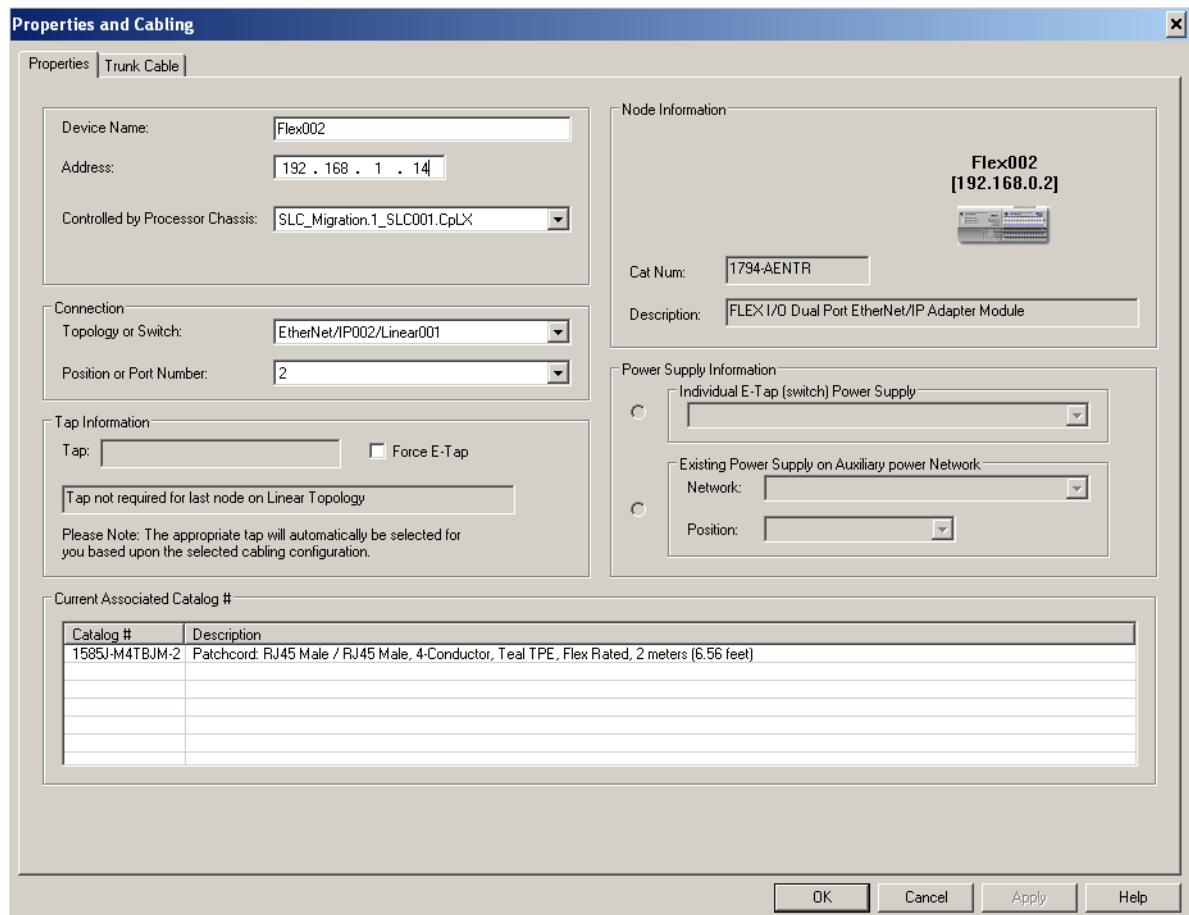 Properties and Cabling
Properties
Trunk Cable
Device Name:
Flex002
Address:
192 . 168 . 1 . 14
Controlled by Processor Chassis:
SLC_Migration.1_SLC001.CpLX
Connection
Topology or Switch:
EtherNet/IP002/Linear001
Position or Port Number:
2
Tap Information
Tap:
Force E-Tap
Tap not required for last node on Linear Topology
Please Note: The appropriate tap will automatically be selected for
you based upon the selected cabling configuration.
Node Information
Flex002
[192.168.0.2]
Cat Num:
1794-AENTR
Description:
FLEX I/O Dual Port EtherNet/IP Adapter Module
Power Supply Information
Individual E-Tap (switch) Power Supply
Existing Power Supply on Auxiliary power Network
Network:
Position:
Current Associated Catalog #
Catalog # Description
1585J-M4TBJM-2 Patchcord: RJ45 Male / RJ45 Male, 4-Conductor, Teal TPE, Flex Rated, 2 meters (6.56 feet)
OK
Cancel
Apply
Help